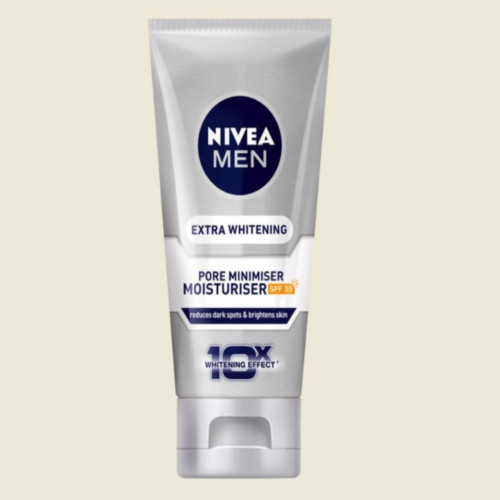 NIVEA
MEN
EXTRA WHITENING
PORE MINIMISER
MOISTURISER SPF 30
reduces dark spots & brightens skin
10X
WHITENING EFFECT*